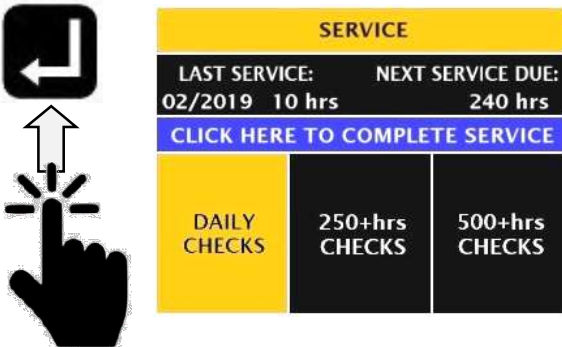 SERVICE
LAST SERVICE: NEXT SERVICE DUE:
02/2019 10 hrs 240 hrs
CLICK HERE TO COMPLETE SERVICE
DAILY CHECKS
250+hrs CHECKS
500+hrs CHECKS